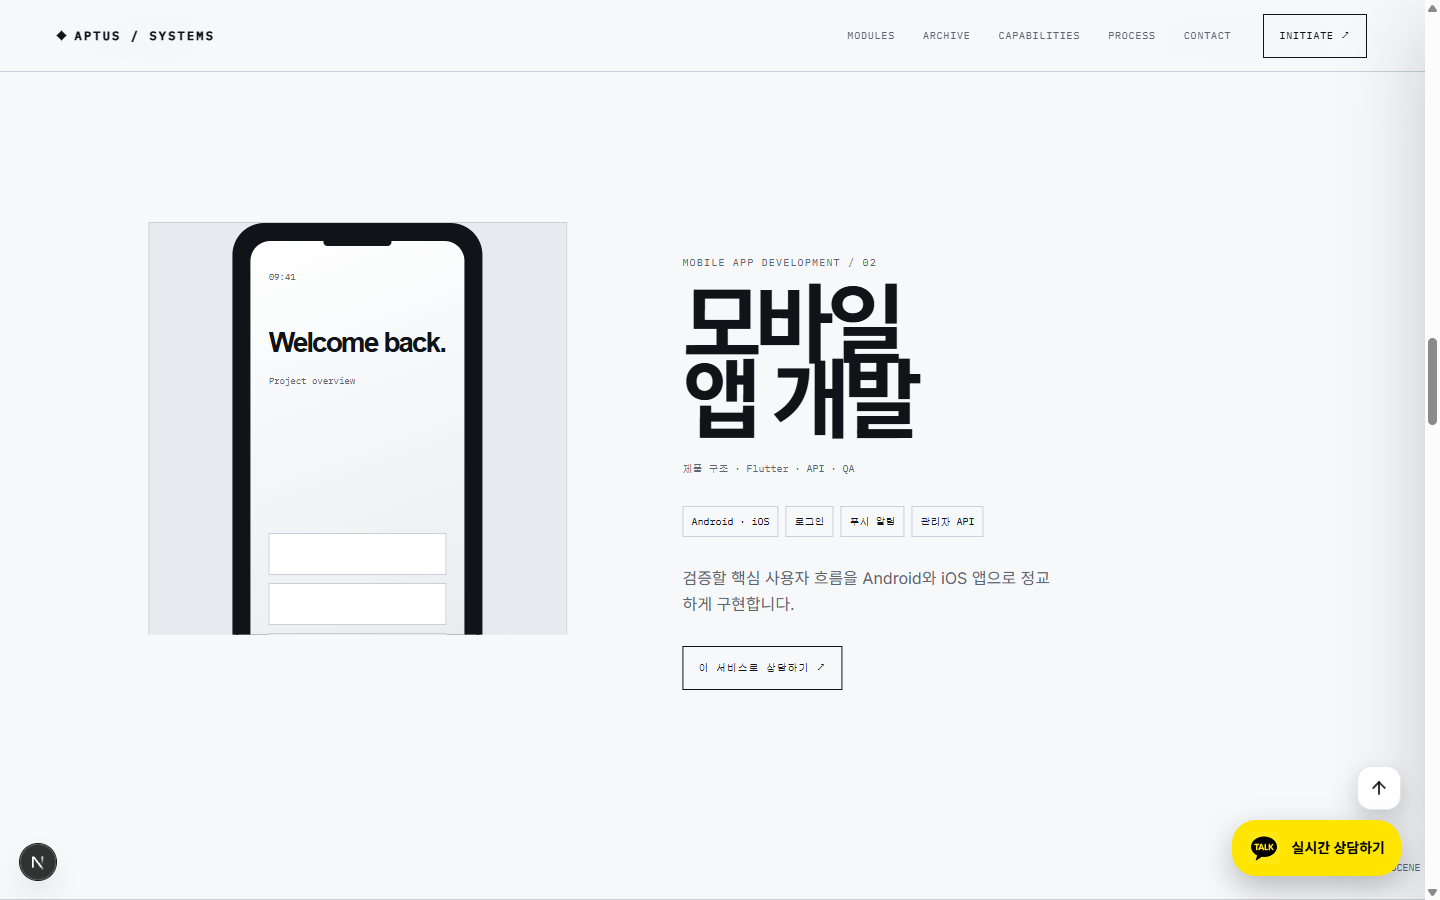 ◆ APTUS / SYSTEMS
MODULES ARCHIVE CAPABILITIES PROCESS CONTACT INITIATE ↗
09:41
Welcome back.
Project overview
MOBILE APP DEVELOPMENT / 02
모바일
앱 개발
제품 구조 · Flutter · API · QA
Android · iOS 로그인 푸시 알림 관리자 API
검증할 핵심 사용자 흐름을 Android와 iOS 앱으로 정교
하게 구현합니다.
이 서비스로 상담하기 ↗
TALK 실시간 상담하기
SCENE
N